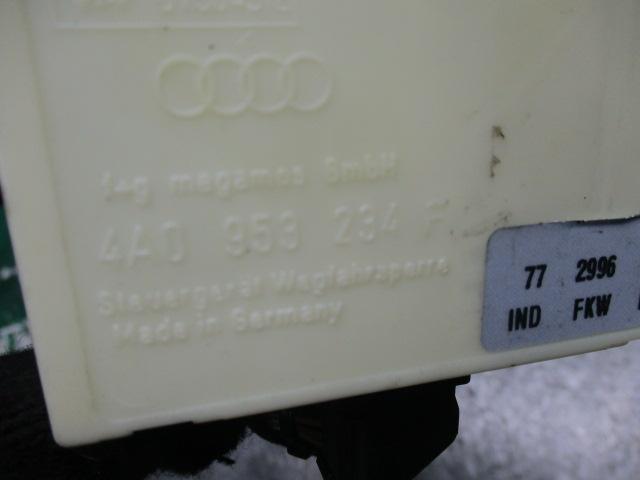 f+g megamos GmbH
4A0 953 234 F
Steuergerät Wegfahrsperre
Made in Germany
77 2996
IND FKW